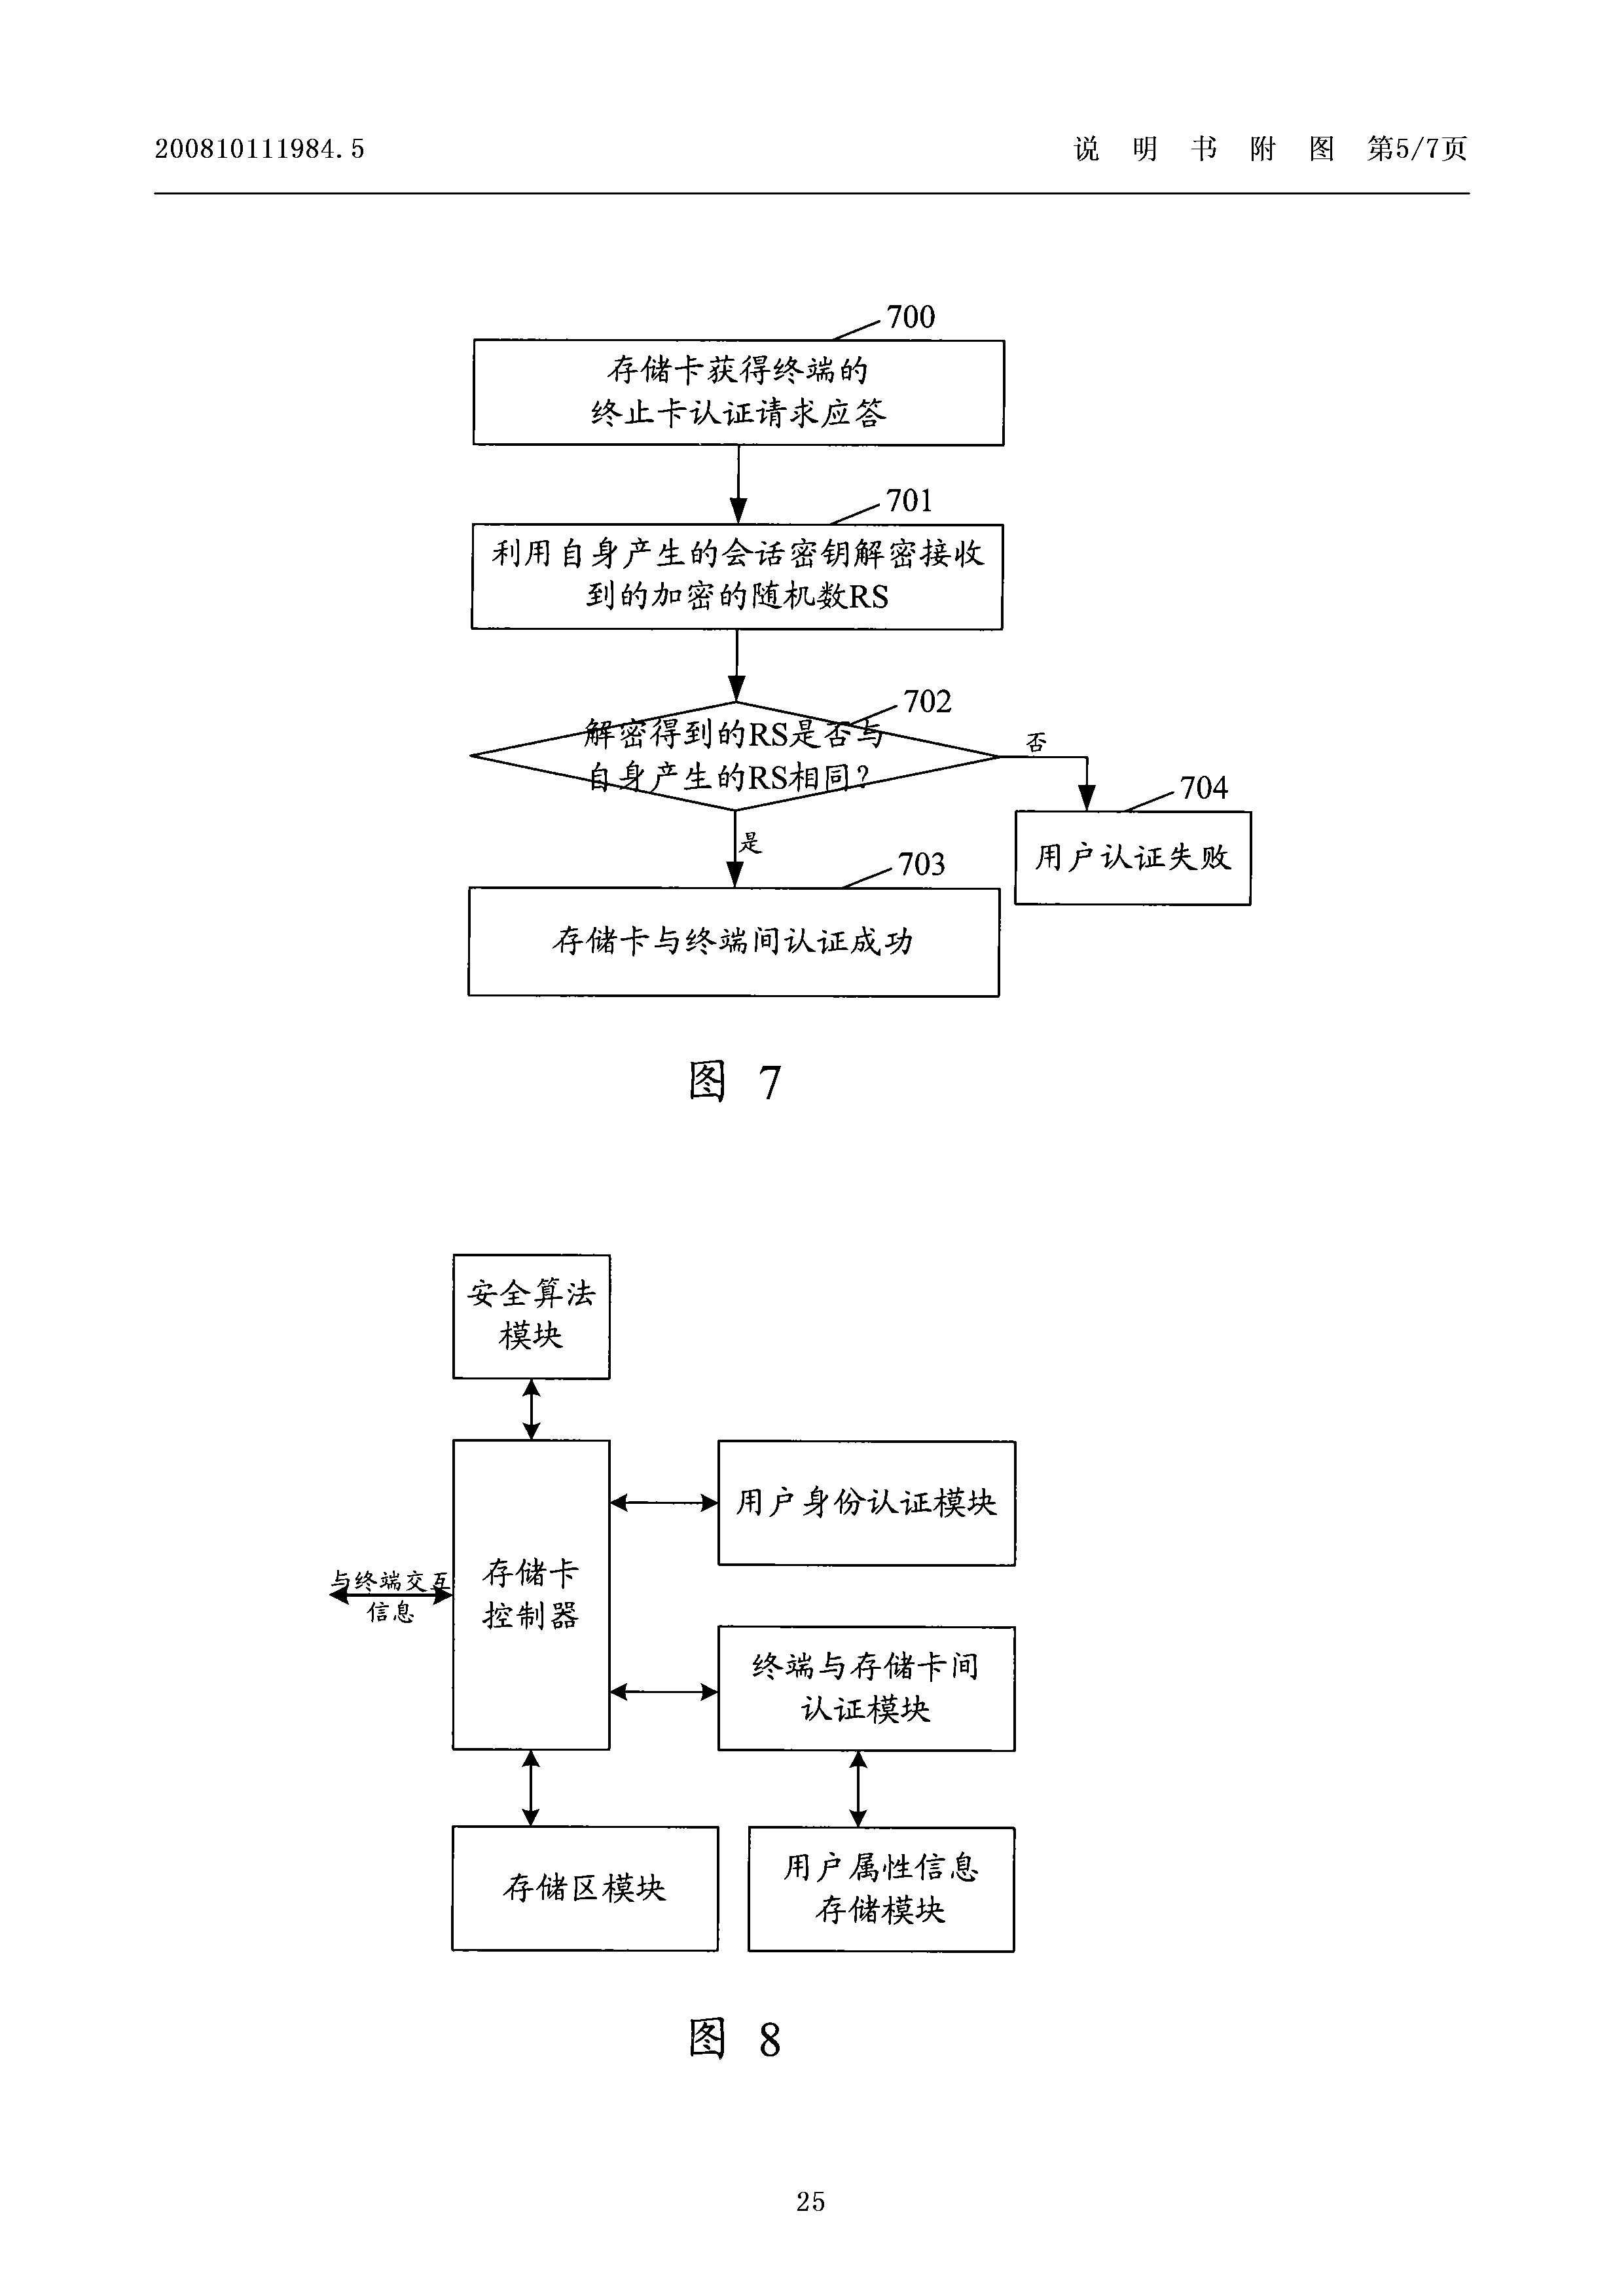 200810111984.5 说 明 书 附 图 第5/7页
700
存储卡获得终端的
终止卡认证请求应答
701
利用自身产生的会话密钥解密接收
到的加密的随机数RS
702
解密得到的RS是否与
自身产生的RS相同?
否
704
用户认证失败
是
703
存储卡与终端间认证成功
图 7
安全算法
模块
用户身份认证模块
与终端交互
信息
存储卡
控制器
终端与存储卡间
认证模块
存储区模块
用户属性信息
存储模块
图 8
25